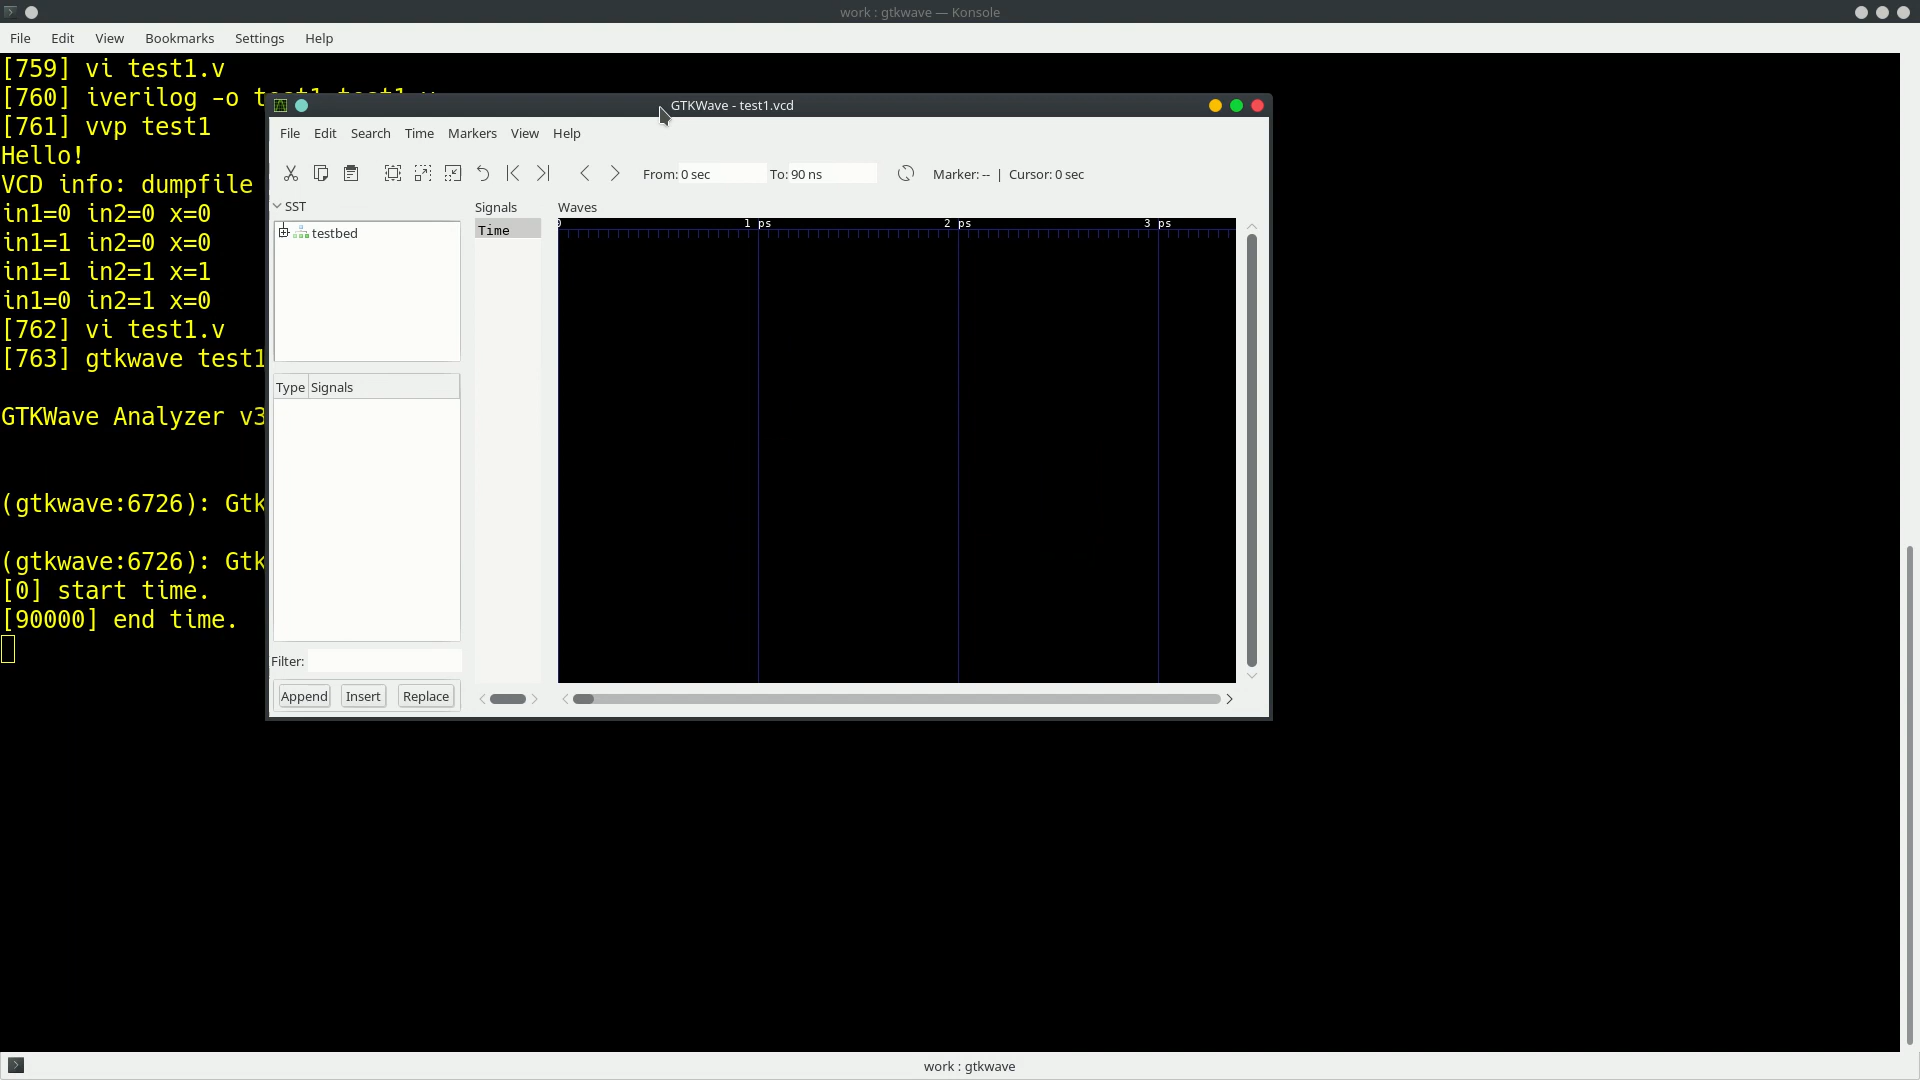 work : gtkwave — Konsole
File Edit View Bookmarks Settings Help
[759] vi test1.v
[760] iverilog -o test1 test1.v
[761] vvp test1
Hello!
VCD info: dumpfile
in1=0 in2=0 x=0
in1=1 in2=0 x=0
in1=1 in2=1 x=1
in1=0 in2=1 x=0
[762] vi test1.v
[763] gtkwave test1
GTKWave Analyzer v3
(gtkwave:6726): Gtk
(gtkwave:6726): Gtk
[0] start time.
[90000] end time.
GTKWave - test1.vcd
File Edit Search Time Markers View Help
From: 0 sec To: 90 ns Marker: -- | Cursor: 0 sec
SST
testbed
Type Signals
Filter:
Append Insert Replace
Signals
Time
Waves
0 1 ps 2 ps 3 ps
work : gtkwave